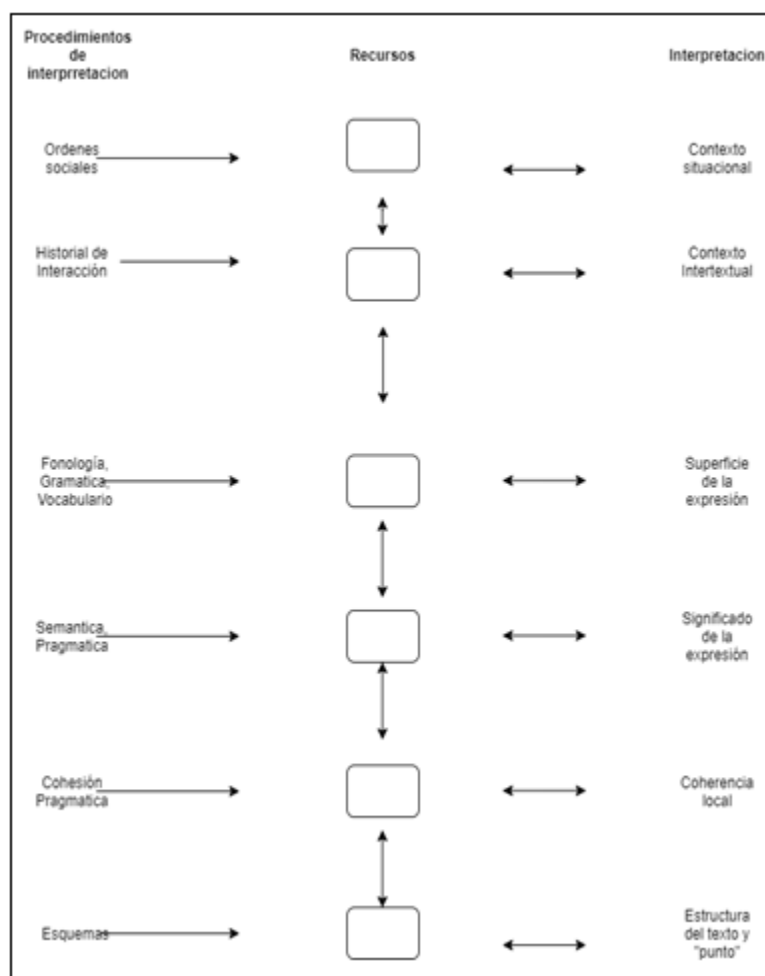 Procedimientos
de
interprretacion
Recursos
Interpretacion
Ordenes
sociales
Contexto
situacional
Historial de
Interacción
Contexto
Intertextual
Fonología,
Gramatica,
Vocabulario
Superficie
de la
expresión
Semantica,
Pragmatica
Significado
de la
expresión
Cohesión
Pragmatica
Coherencia
local
Esquemas
Estructura
del texto y
"punto"